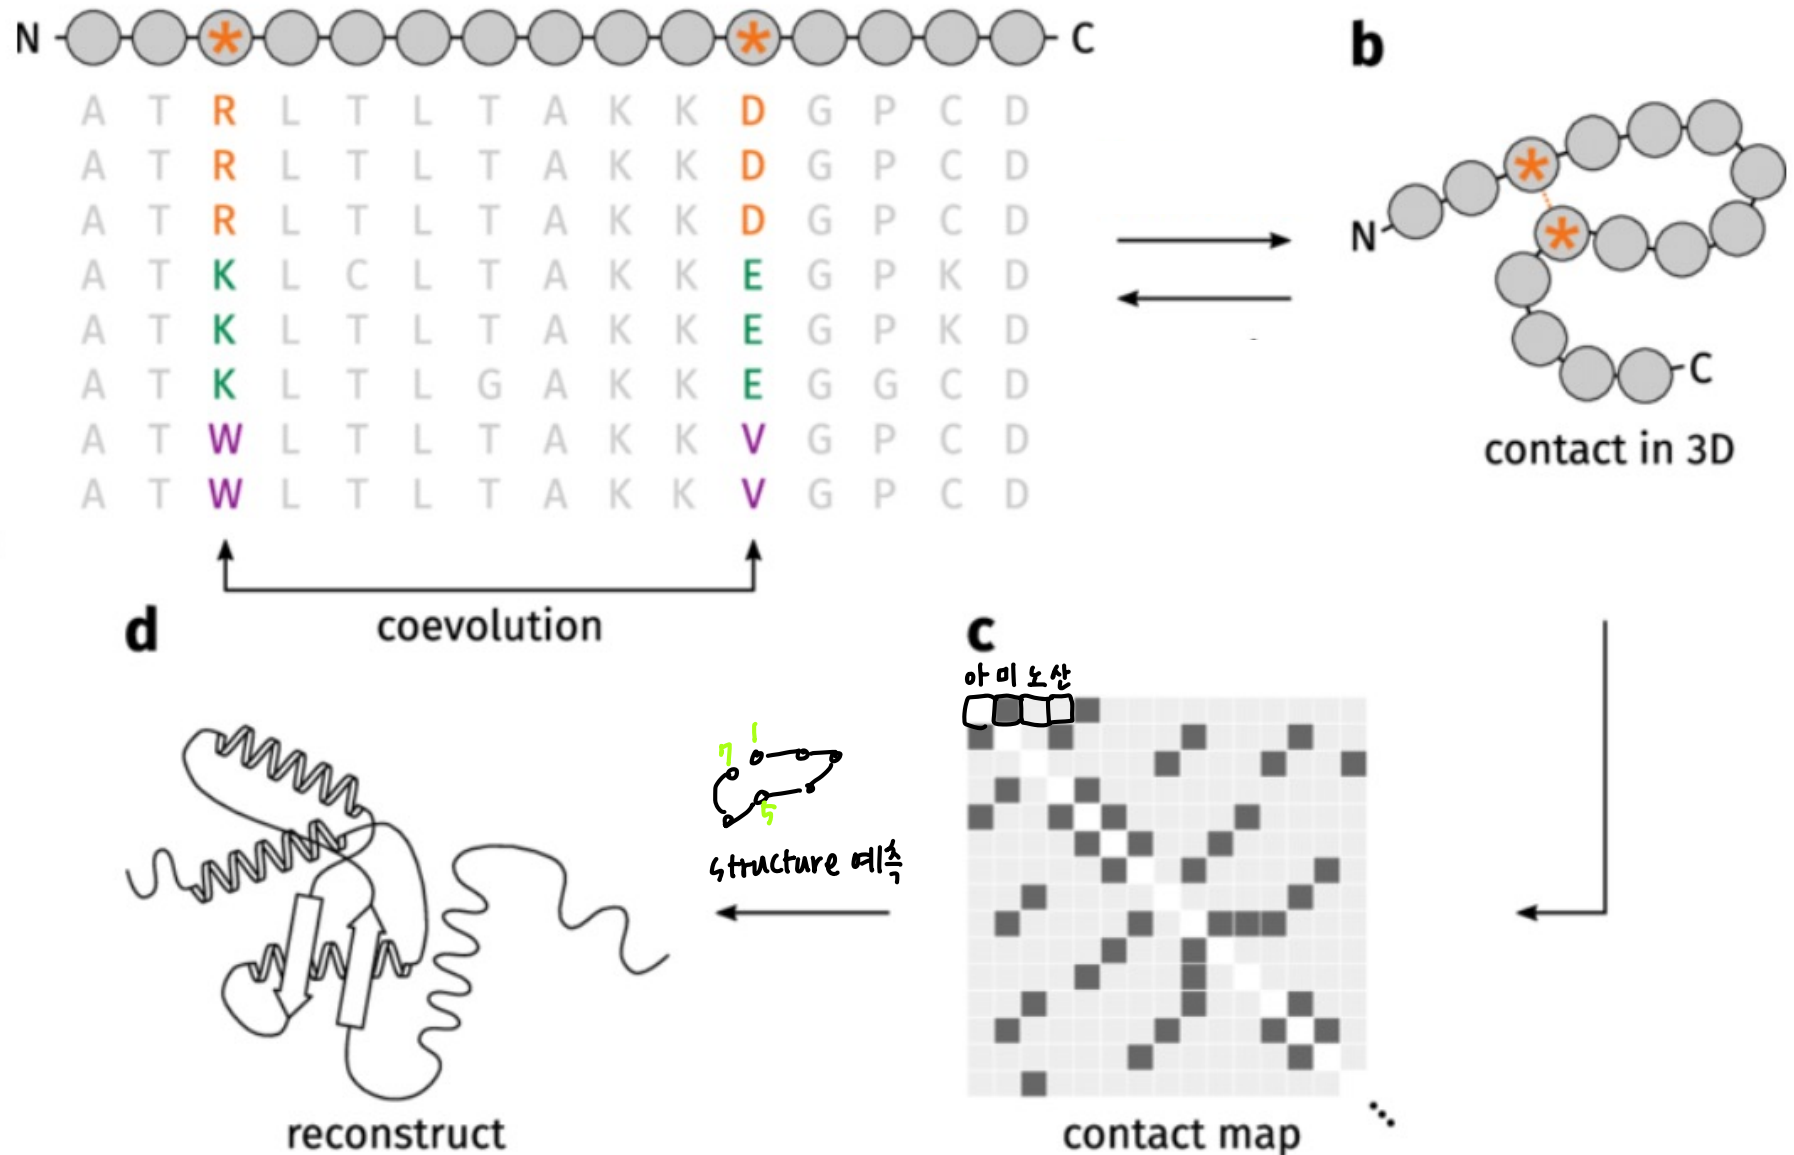 N * * C
A T R L T L T A K K D G P C D
A T R L T L T A K K D G P C D
A T R L T L T A K K D G P C D
A T K L C L T A K K E G P K D
A T K L T L T A K K E G P K D
A T K L T L G A K K E G G C D
A T W L T L T A K K V G P C D
A T W L T L T A K K V G P C D
coevolution
b
*
N *
C
contact in 3D
c
아미노산
contact map
7 1
5
structure 예측
d
reconstruct